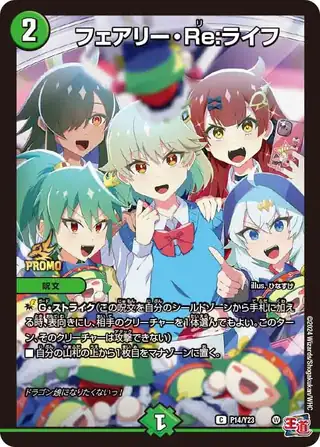 2
フェアリー・Re:ライフ
リ
PROMO
呪文
illus. ひなずけ
G・ストライク(この呪文を自分のシールドゾーンから手札に加え
る時、表向きにし、相手のクリーチャーを1体選んでもよい。このター
ン、そのクリーチャーは攻撃できない)
■自分の山札の上から1枚目をマナゾーンに置く。
ドラゴン娘になりたくないっ!
1
C P14/Y23 W
王道